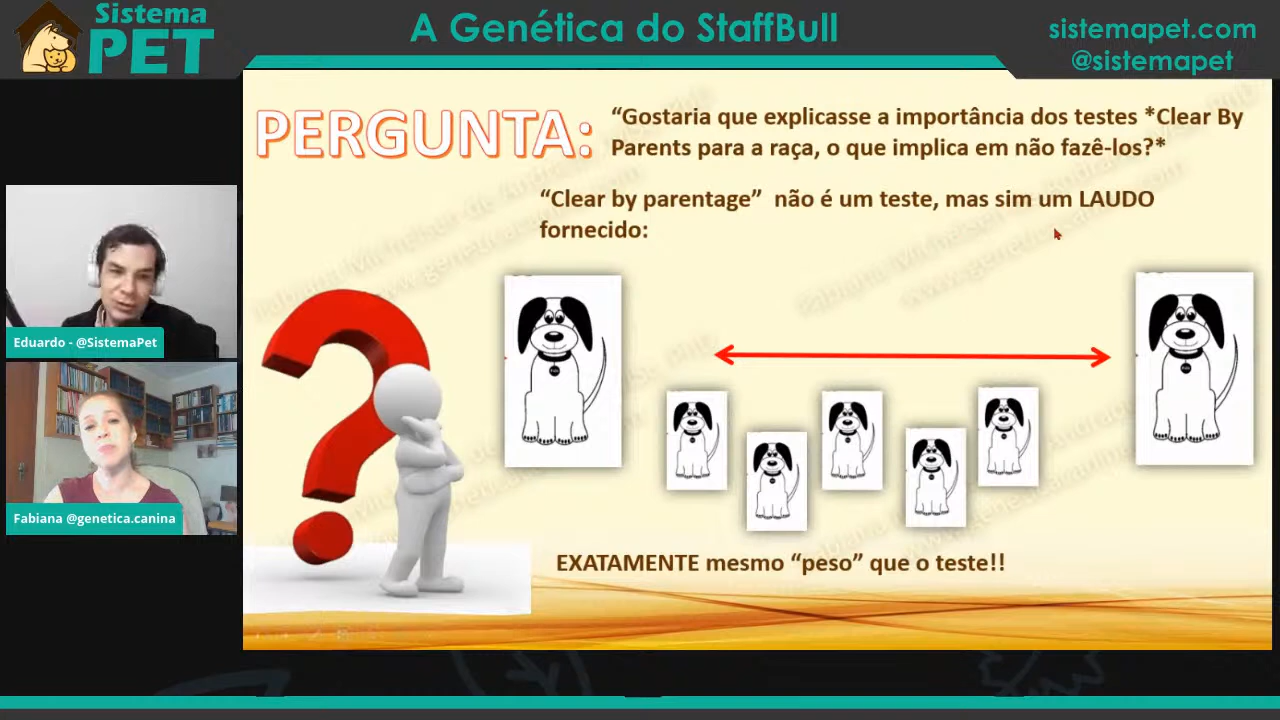 Sistema
PET
A Genética do StaffBull
sistemapet.com
@sistemapet
PERGUNTA:
“Gostaria que explicasse a importância dos testes *Clear By
Parents para a raça, o que implica em não fazê-los?*
“Clear by parentage”  não é um teste, mas sim um LAUDO
fornecido:
Eduardo - @SistemaPet
Fabiana @genetica.canina
EXATAMENTE mesmo “peso” que o teste!!